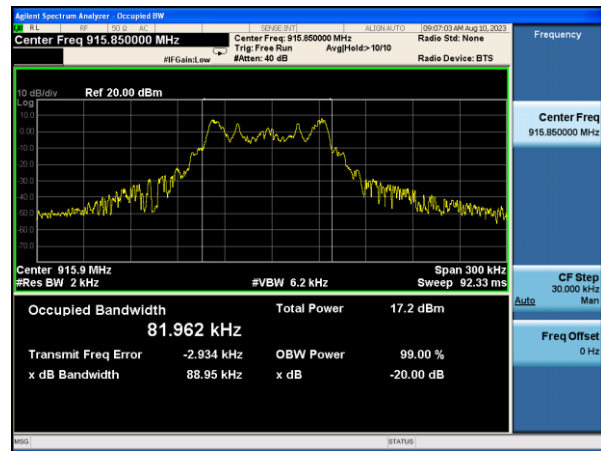 Agilent Spectrum Analyzer - Occupied BW
RL RF 50 Ω AC SENSE:INT ALIGN AUTO 09:07:03 AM Aug 10, 2023
Center Freq 915.850000 MHz
Center Freq: 915.850000 MHz
Radio Std: None
Trig: Free Run Avg|Hold:> 10/10
#IFGain:Low #Atten: 40 dB Radio Device: BTS
Frequency
10 dB/div Ref 20.00 dBm
Log
10.0
0.00
-10.0
-20.0
-30.0
-40.0
-50.0
-60.0
-70.0
Center Freq
915.850000 MHz
Center 915.9 MHz Span 300 kHz
#Res BW 2 kHz #VBW 6.2 kHz Sweep 92.33 ms
CF Step
30.000 kHz
Auto Man
Occupied Bandwidth Total Power 17.2 dBm
81.962 kHz
Transmit Freq Error -2.934 kHz OBW Power 99.00 %
x dB Bandwidth 88.95 kHz x dB -20.00 dB
Freq Offset
0 Hz
MSG STATUS